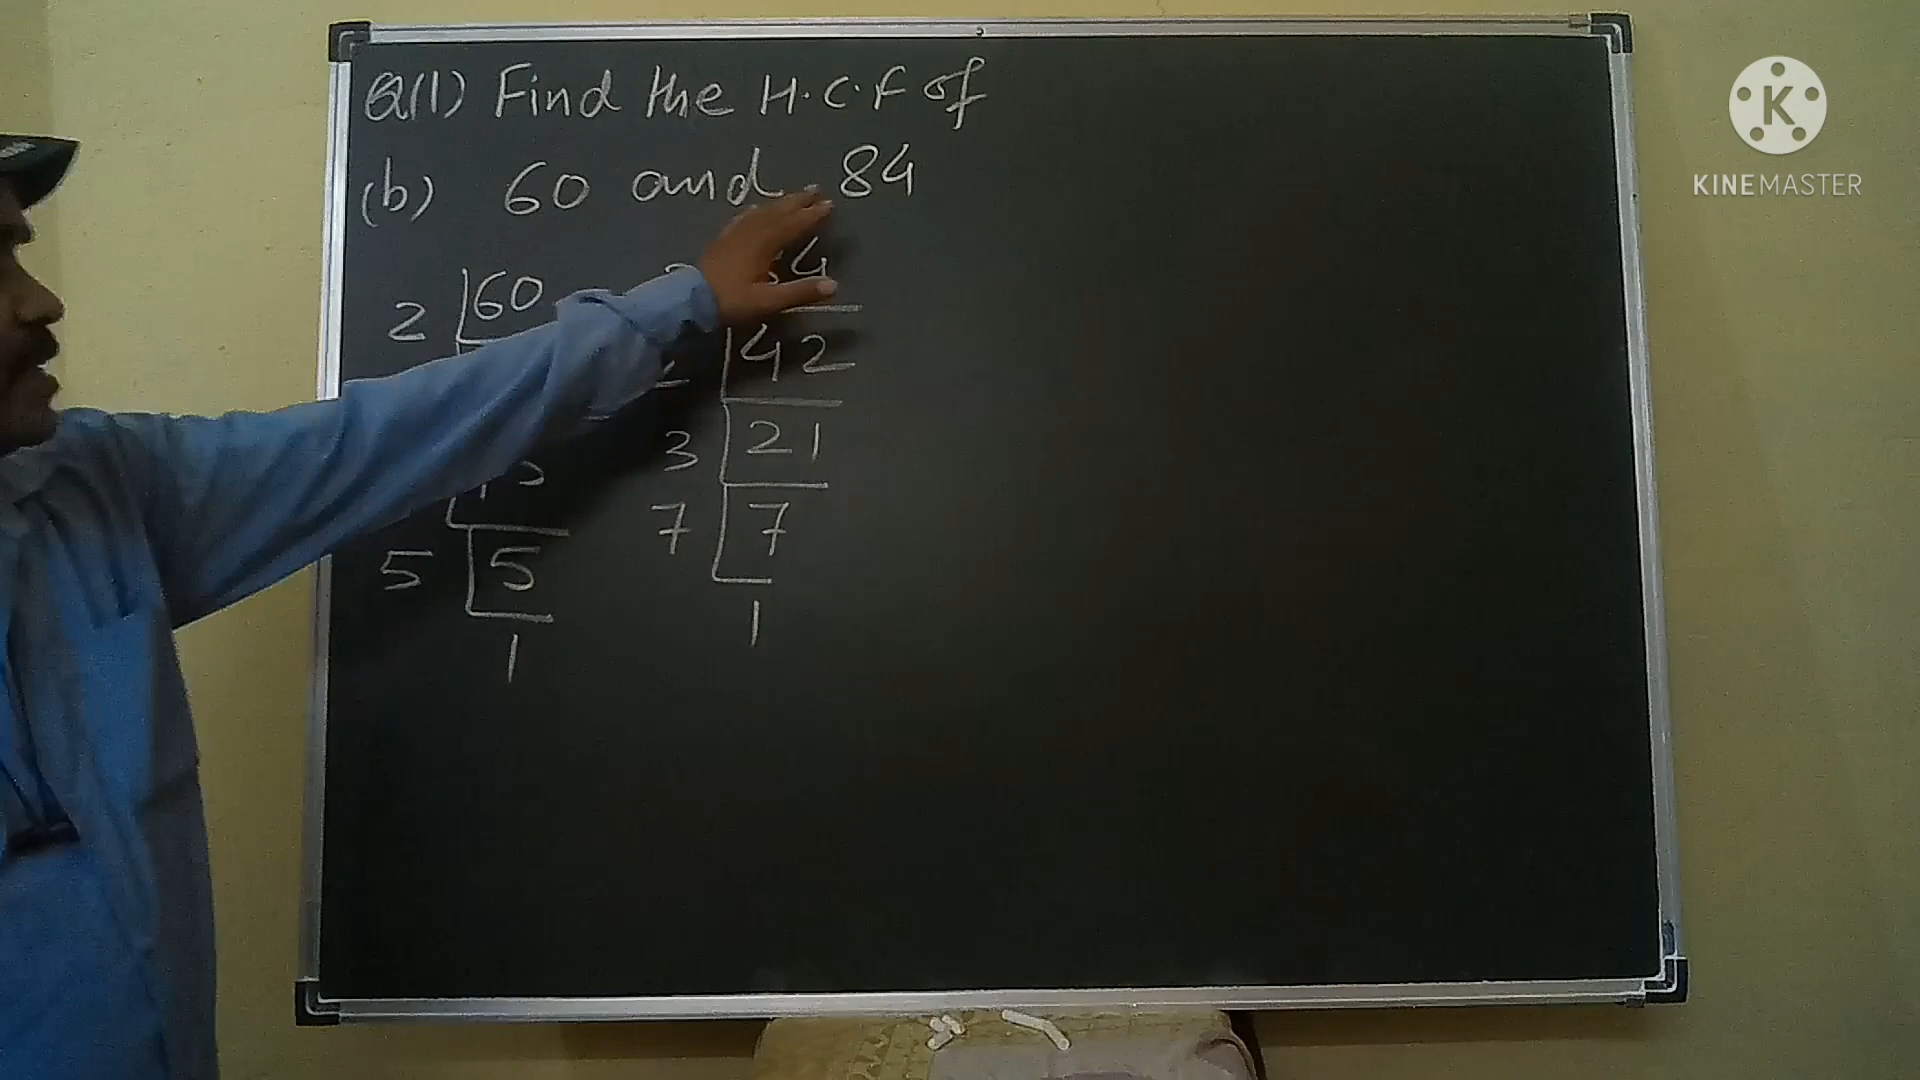 Q(1) Find the H.C.F of
(b) 60 and 84
2 60
5 5
1
4
42
3 21
7 7
1
K
KINEMASTER